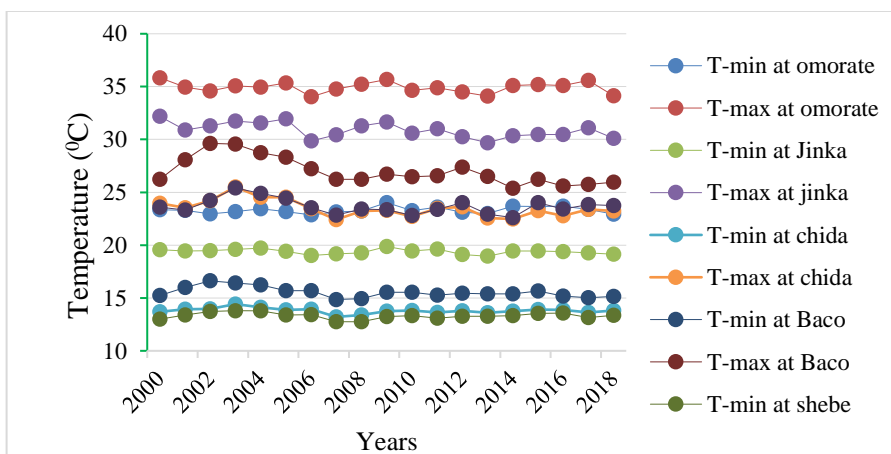 40
35
30
25
20
15
10
Temperature (⁰C)
2000
2002
2004
2006
2008
2010
2012
2014
2016
2018
Years
T-min at omorate
T-max at omorate
T-min at Jinka
T-max at jinka
T-min at chida
T-max at chida
T-min at Baco
T-max at Baco
T-min at shebe